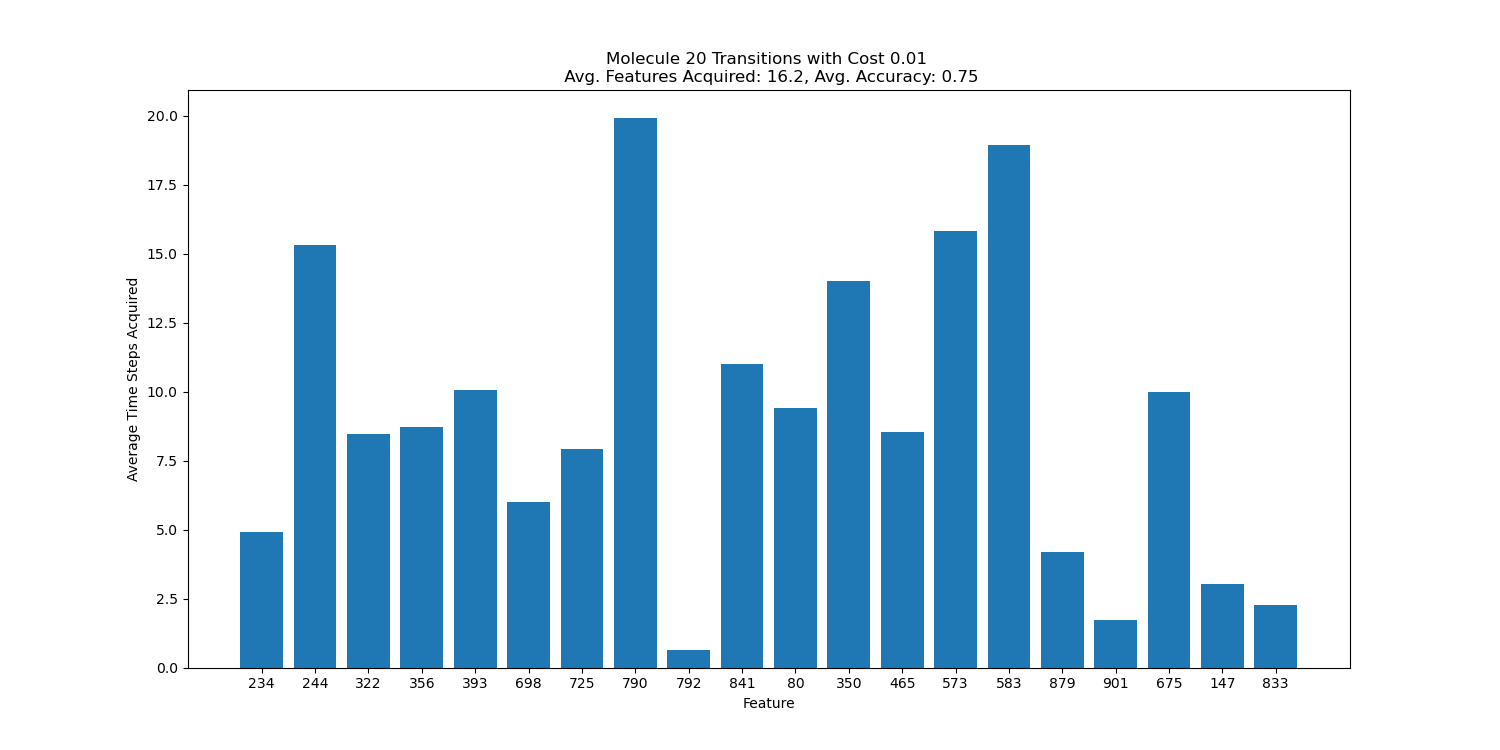 Molecule 20 Transitions with Cost 0.01
Avg. Features Acquired: 16.2, Avg. Accuracy: 0.75
Average Time Steps Acquired
20.0
17.5
15.0
12.5
10.0
7.5
5.0
2.5
0.0
234 244 322 356 393 698 725 790 792 841 80 350 465 573 583 879 901 675 147 833
Feature